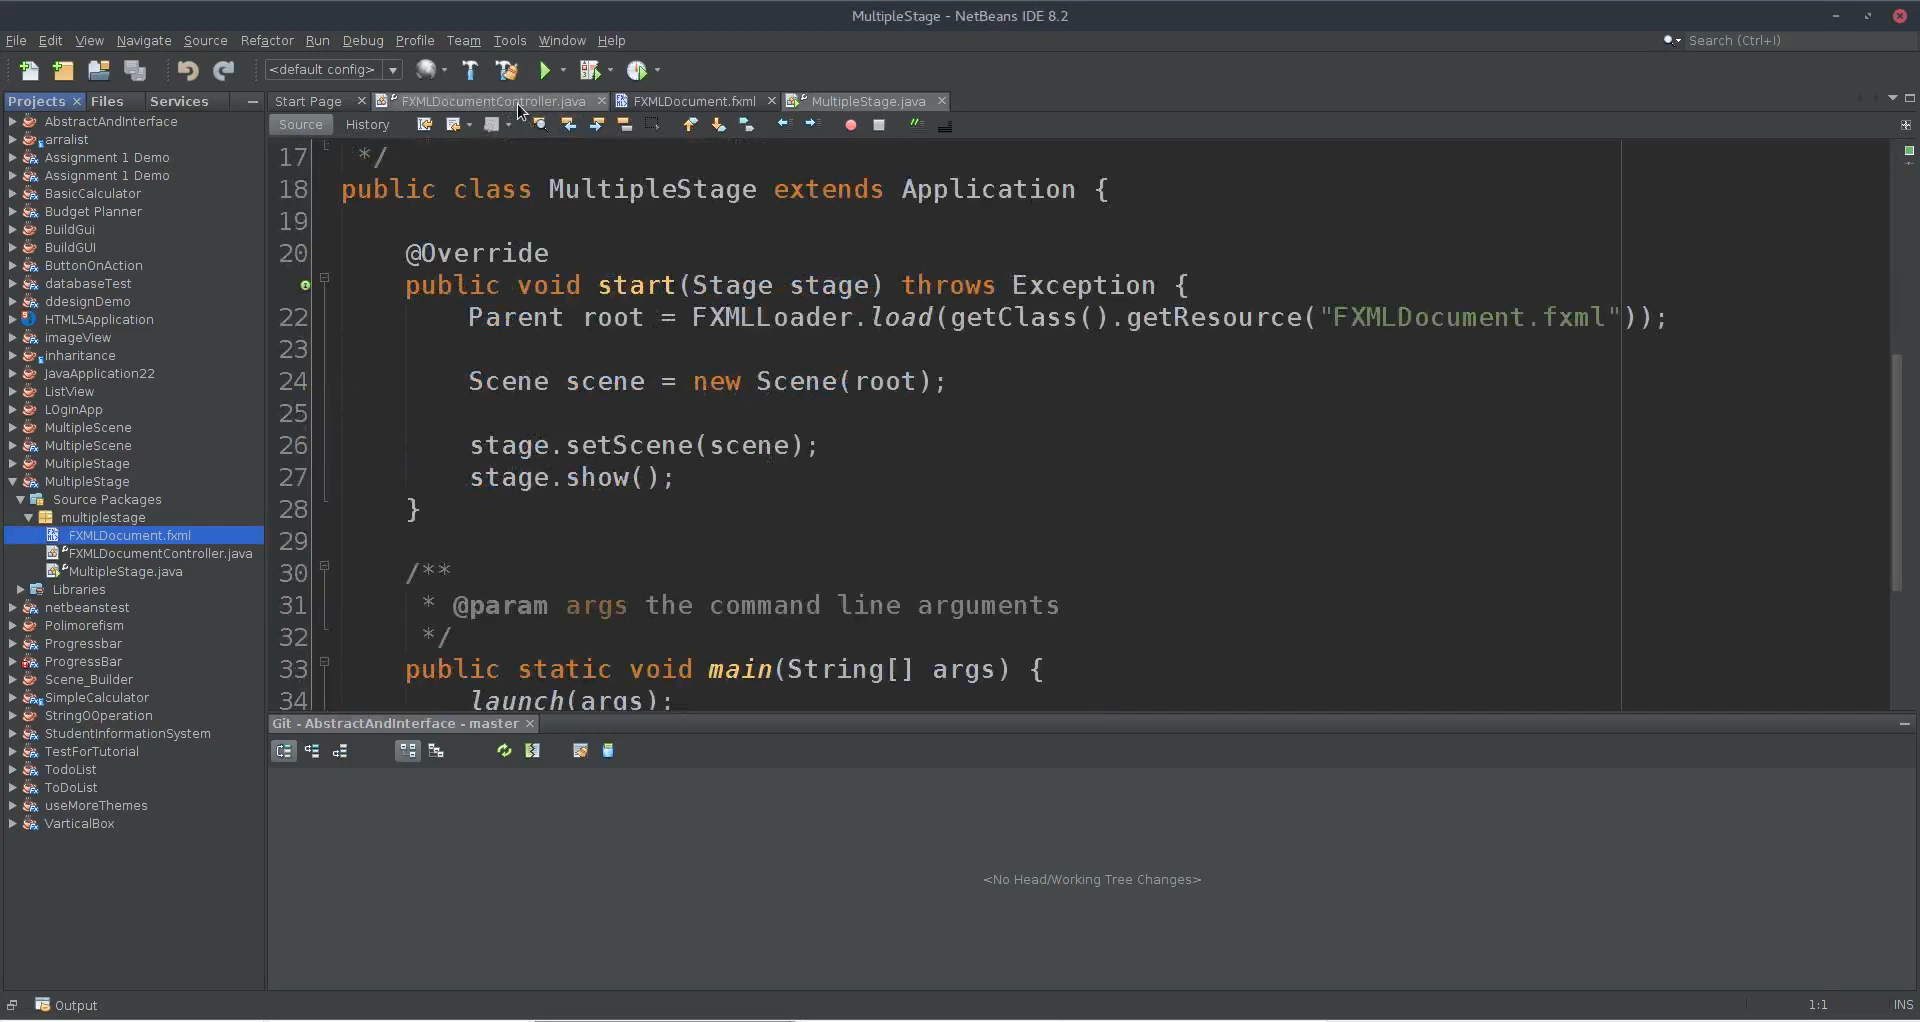 MultipleStage - NetBeans IDE 8.2
File Edit View Navigate Source Refactor Run Debug Profile Team Tools Window Help
Search (Ctrl+I)
<default config>
Projects Files Services
Start Page FXMLDocumentController.java FXMLDocument.fxml MultipleStage.java
Source History
AbstractAndInterface
arralist
Assignment 1 Demo
Assignment 1 Demo
BasicCalculator
Budget Planner
BuildGui
BuildGUI
ButtonOnAction
databaseTest
ddesignDemo
HTML5Application
imageView
inharitance
JavaApplication22
ListView
LOginApp
MultipleScene
MultipleScene
MultipleStage
MultipleStage
Source Packages
multiplestage
FXMLDocument.fxml
FXMLDocumentController.java
MultipleStage.java
Libraries
netbeanstest
Polimorefism
Progressbar
ProgressBar
Scene_Builder
SimpleCalculator
StringOOperation
StudentInformationSystem
TestForTutorial
TodoList
ToDoList
useMoreThemes
VarticalBox
17 */
18 public class MultipleStage extends Application {
19
20 @Override
public void start(Stage stage) throws Exception {
22 Parent root = FXMLLoader.load(getClass().getResource("FXMLDocument.fxml"));
23
24 Scene scene = new Scene(root);
25
26 stage.setScene(scene);
27 stage.show();
28 }
29
30 /**
31 * @param args the command line arguments
32 */
33 public static void main(String[] args) {
34 launch(args);
Git - AbstractAndInterface - master
<No Head/Working Tree Changes>
Output
1:1 INS